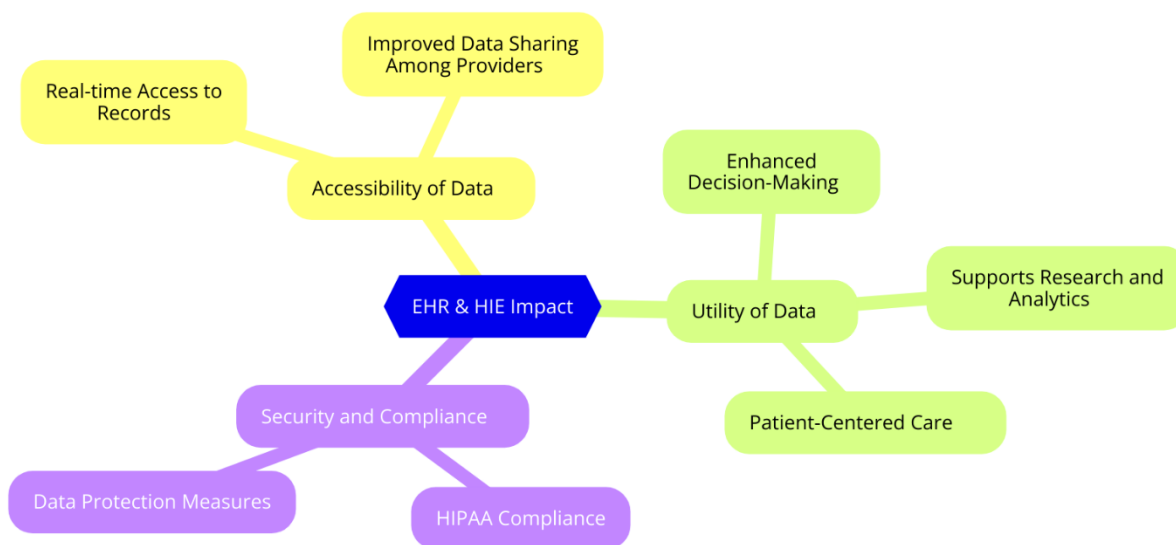 Improved Data Sharing
Among Providers
Real-time Access to
Records
Accessibility of Data
Enhanced
Decision-Making
Supports Research and
Analytics
EHR & HIE Impact
Utility of Data
Security and Compliance
Patient-Centered Care
Data Protection Measures
HIPAA Compliance